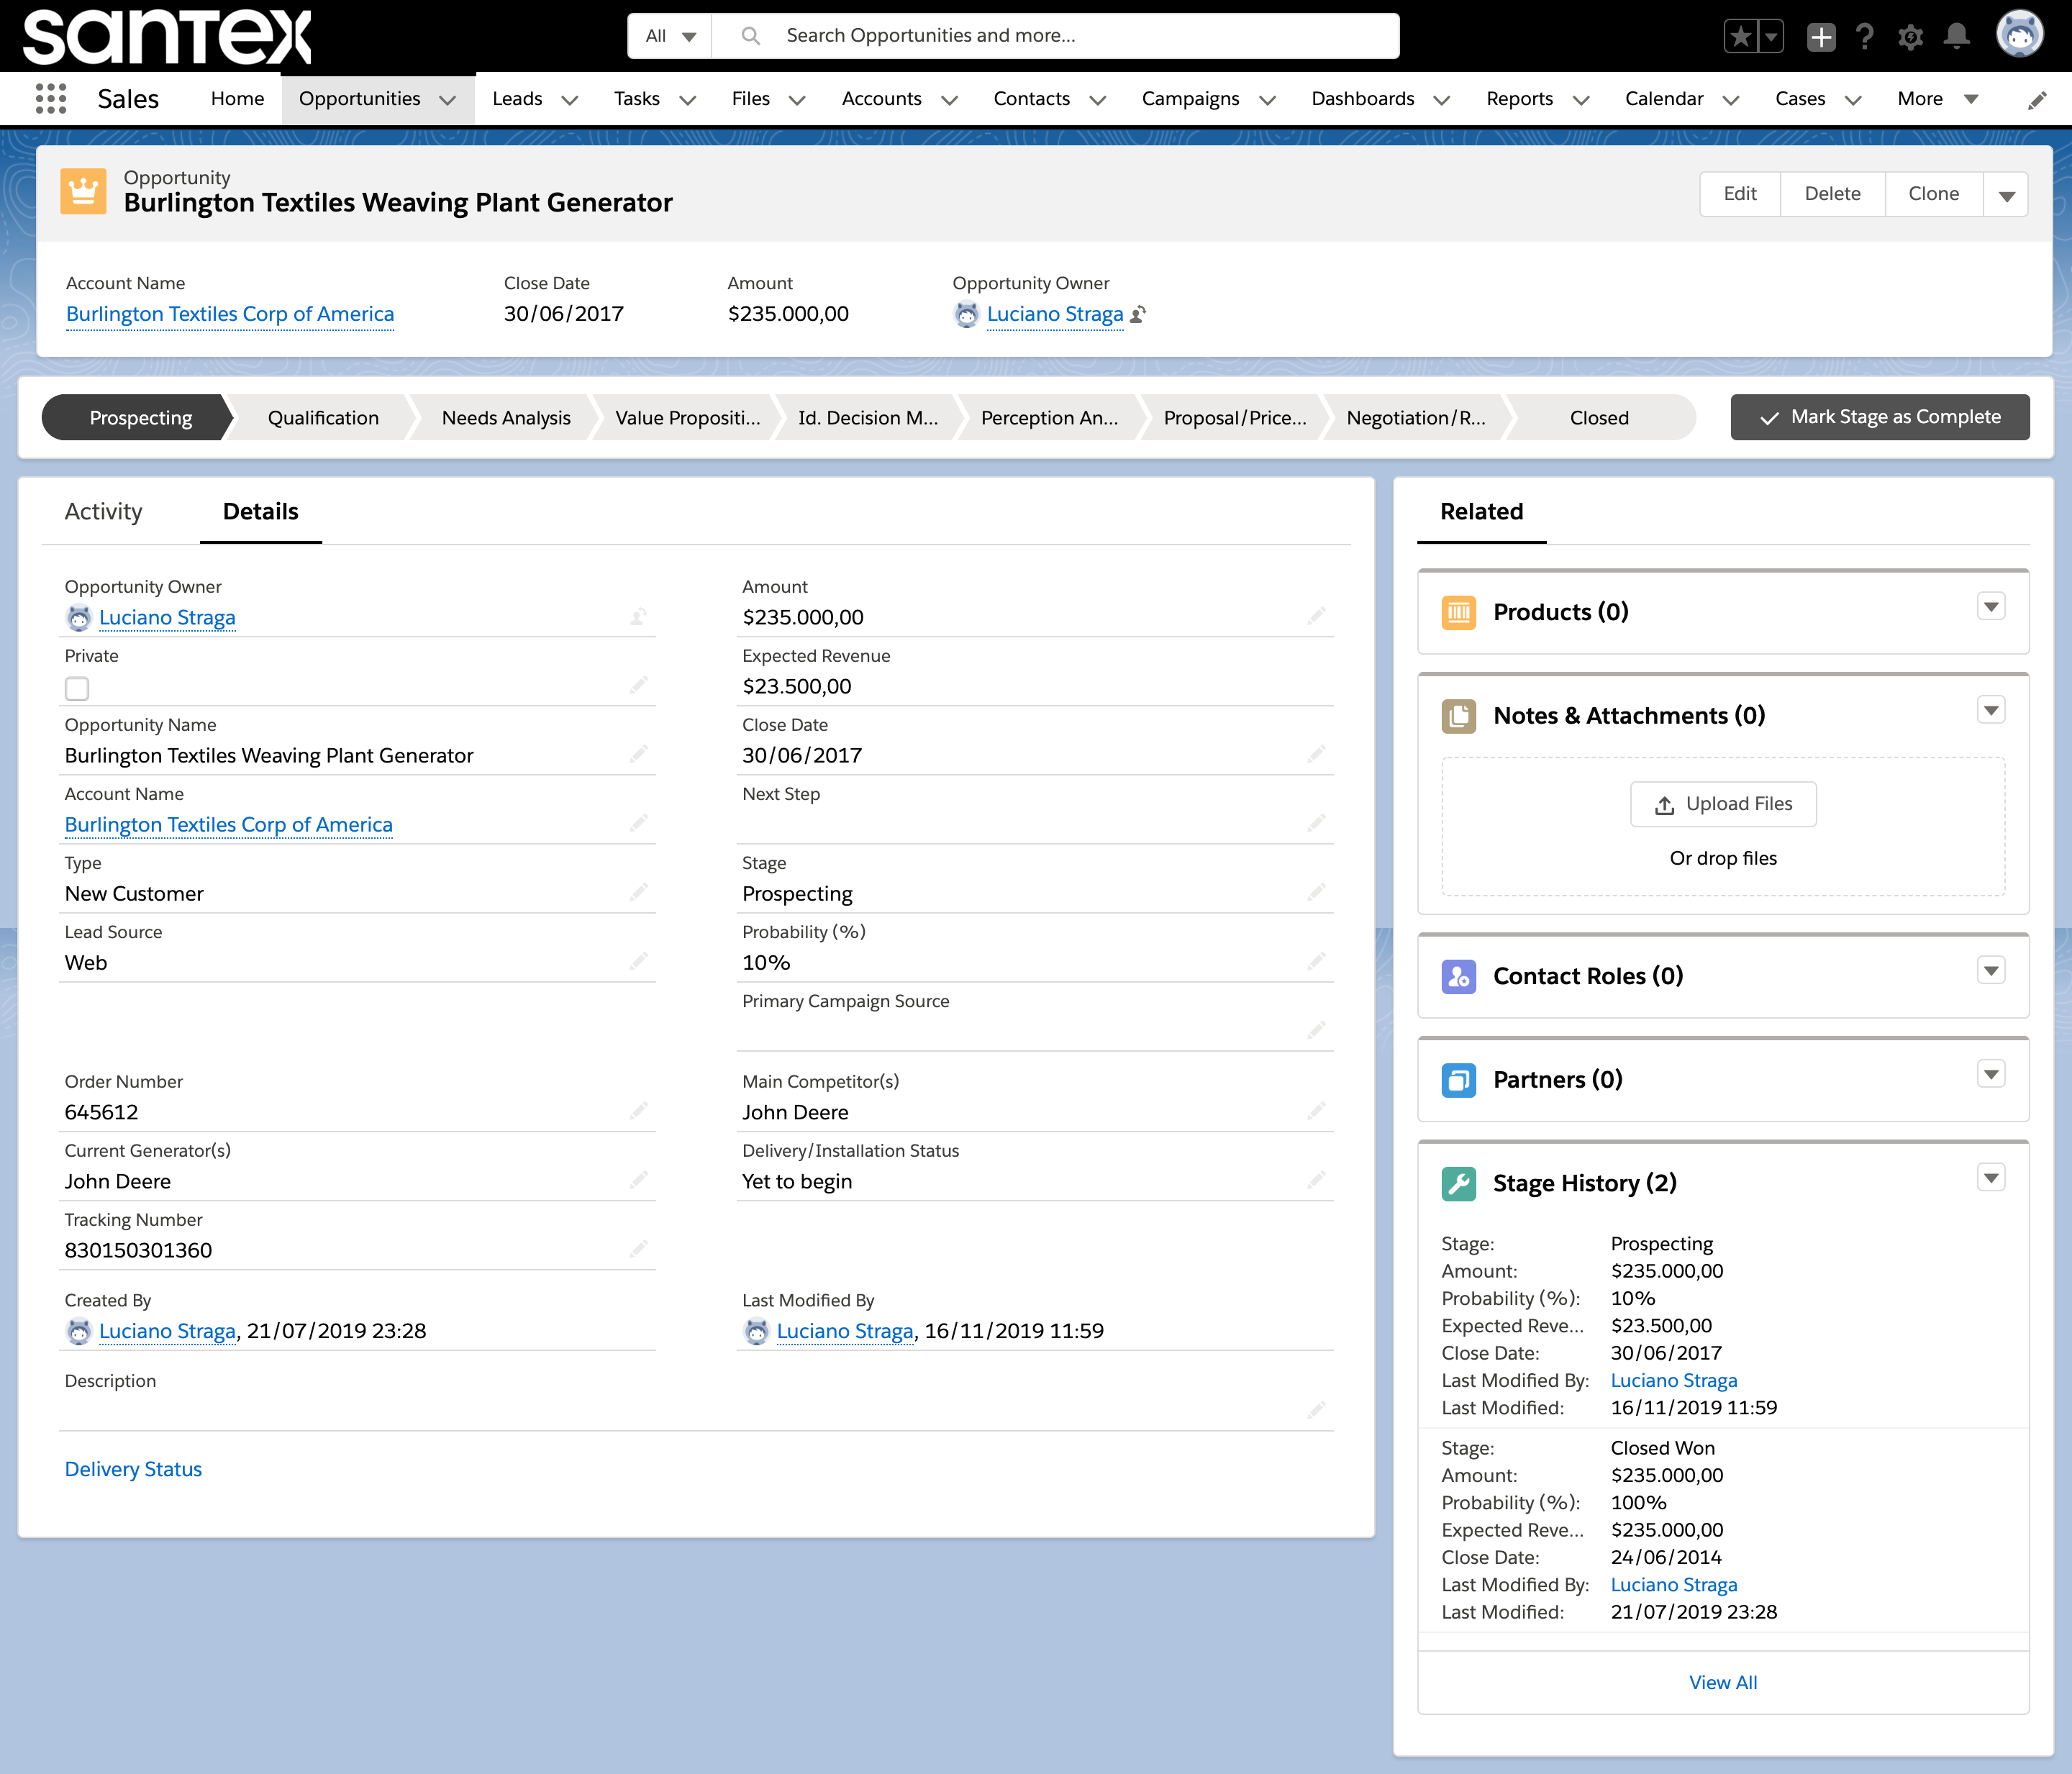 santex
All
Search Opportunities and more...
Sales
Home
Opportunities
Leads
Tasks
Files
Accounts
Contacts
Campaigns
Dashboards
Reports
Calendar
Cases
More
Opportunity
Burlington Textiles Weaving Plant Generator
Edit
Delete
Clone
Account Name
Close Date
Amount
Opportunity Owner
Burlington Textiles Corp of America
30/06/2017
$235.000,00
Luciano Straga
Prospecting
Qualification
Needs Analysis
Value Propositi...
Id. Decision M...
Perception An...
Proposal/Price...
Negotiation/R...
Closed
Mark Stage as Complete
Activity
Details
Opportunity Owner
Luciano Straga
Amount
$235.000,00
Private
Expected Revenue
$23.500,00
Opportunity Name
Burlington Textiles Weaving Plant Generator
Close Date
30/06/2017
Account Name
Burlington Textiles Corp of America
Next Step
Type
New Customer
Stage
Prospecting
Lead Source
Web
Probability (%)
10%
Primary Campaign Source
Order Number
645612
Main Competitor(s)
John Deere
Current Generator(s)
John Deere
Delivery/Installation Status
Yet to begin
Tracking Number
830150301360
Created By
Luciano Straga, 21/07/2019 23:28
Last Modified By
Luciano Straga, 16/11/2019 11:59
Description
Delivery Status
Related
Products (0)
Notes & Attachments (0)
Upload Files
Or drop files
Contact Roles (0)
Partners (0)
Stage History (2)
Stage: Prospecting
Amount: $235.000,00
Probability (%): 10%
Expected Reve... $23.500,00
Close Date: 30/06/2017
Last Modified By: Luciano Straga
Last Modified: 16/11/2019 11:59
Stage: Closed Won
Amount: $235.000,00
Probability (%): 100%
Expected Reve... $235.000,00
Close Date: 24/06/2014
Last Modified By: Luciano Straga
Last Modified: 21/07/2019 23:28
View All